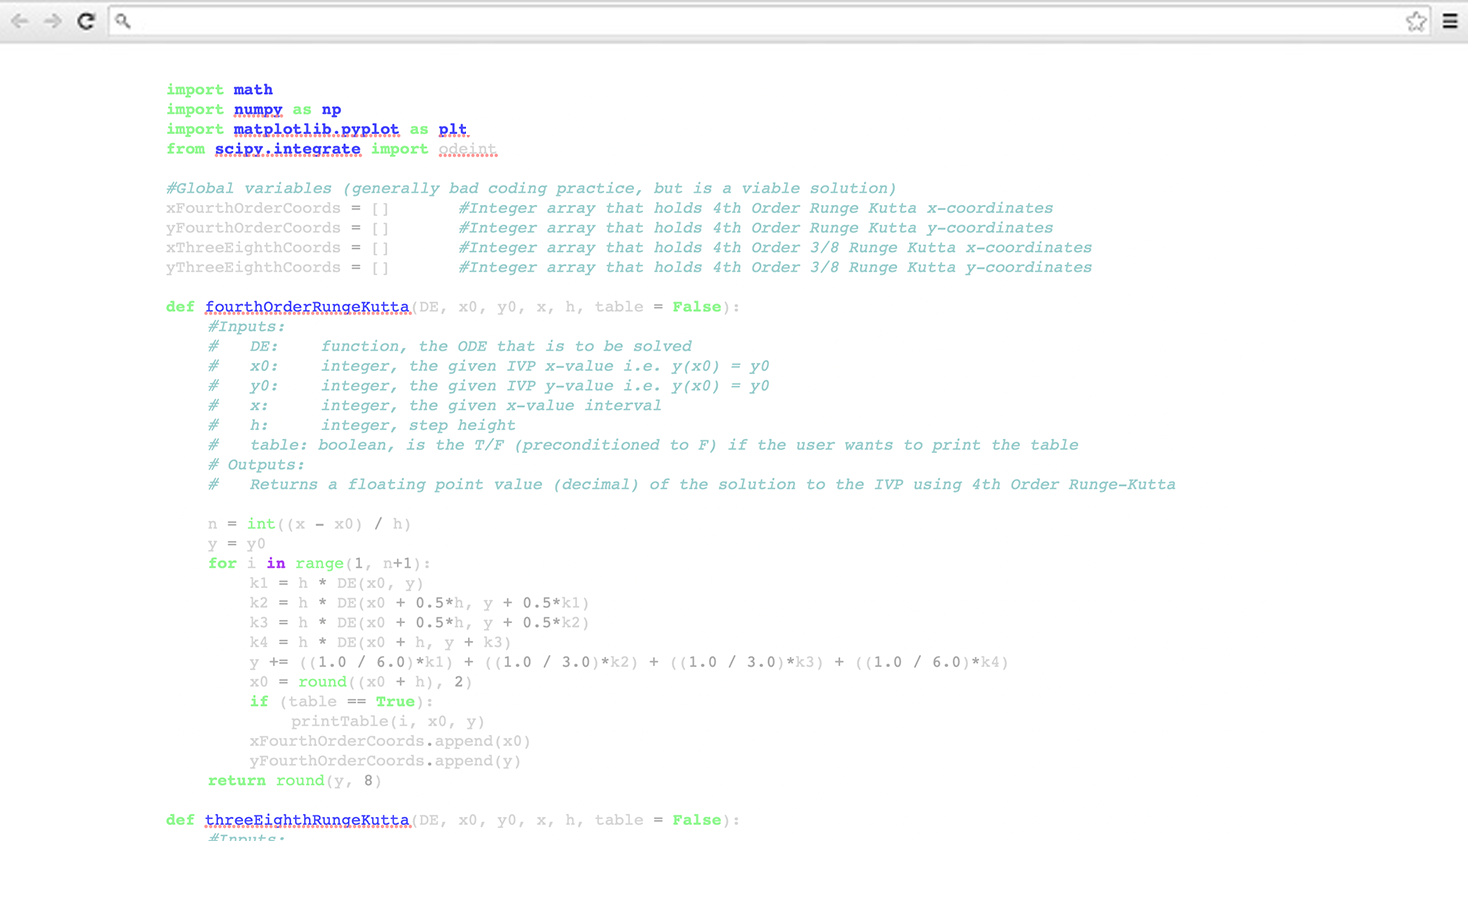 import math
import numpy as np
import matplotlib.pyplot as plt
from scipy.integrate import odeint

#Global variables (generally bad coding practice, but is a viable solution)
xFourthOrderCoords = []       #Integer array that holds 4th Order Runge Kutta x-coordinates
yFourthOrderCoords = []       #Integer array that holds 4th Order Runge Kutta y-coordinates
xThreeEighthCoords = []       #Integer array that holds 4th Order 3/8 Runge Kutta x-coordinates
yThreeEighthCoords = []       #Integer array that holds 4th Order 3/8 Runge Kutta y-coordinates

def fourthOrderRungeKutta(DE, x0, y0, x, h, table = False):
    #Inputs:
    #   DE:    function, the ODE that is to be solved
    #   x0:    integer, the given IVP x-value i.e. y(x0) = y0
    #   y0:    integer, the given IVP y-value i.e. y(x0) = y0
    #   x:     integer, the given x-value interval
    #   h:     integer, step height
    #   table: boolean, is the T/F (preconditioned to F) if the user wants to print the table
    # Outputs:
    #   Returns a floating point value (decimal) of the solution to the IVP using 4th Order Runge-Kutta

    n = int((x - x0) / h)
    y = y0
    for i in range(1, n+1):
        k1 = h * DE(x0, y)
        k2 = h * DE(x0 + 0.5*h, y + 0.5*k1)
        k3 = h * DE(x0 + 0.5*h, y + 0.5*k2)
        k4 = h * DE(x0 + h, y + k3)
        y += ((1.0 / 6.0)*k1) + ((1.0 / 3.0)*k2) + ((1.0 / 3.0)*k3) + ((1.0 / 6.0)*k4)
        x0 = round((x0 + h), 2)
        if (table == True):
            printTable(i, x0, y)
        xFourthOrderCoords.append(x0)
        yFourthOrderCoords.append(y)
    return round(y, 8)

def threeEighthRungeKutta(DE, x0, y0, x, h, table = False):
    #Inputs: